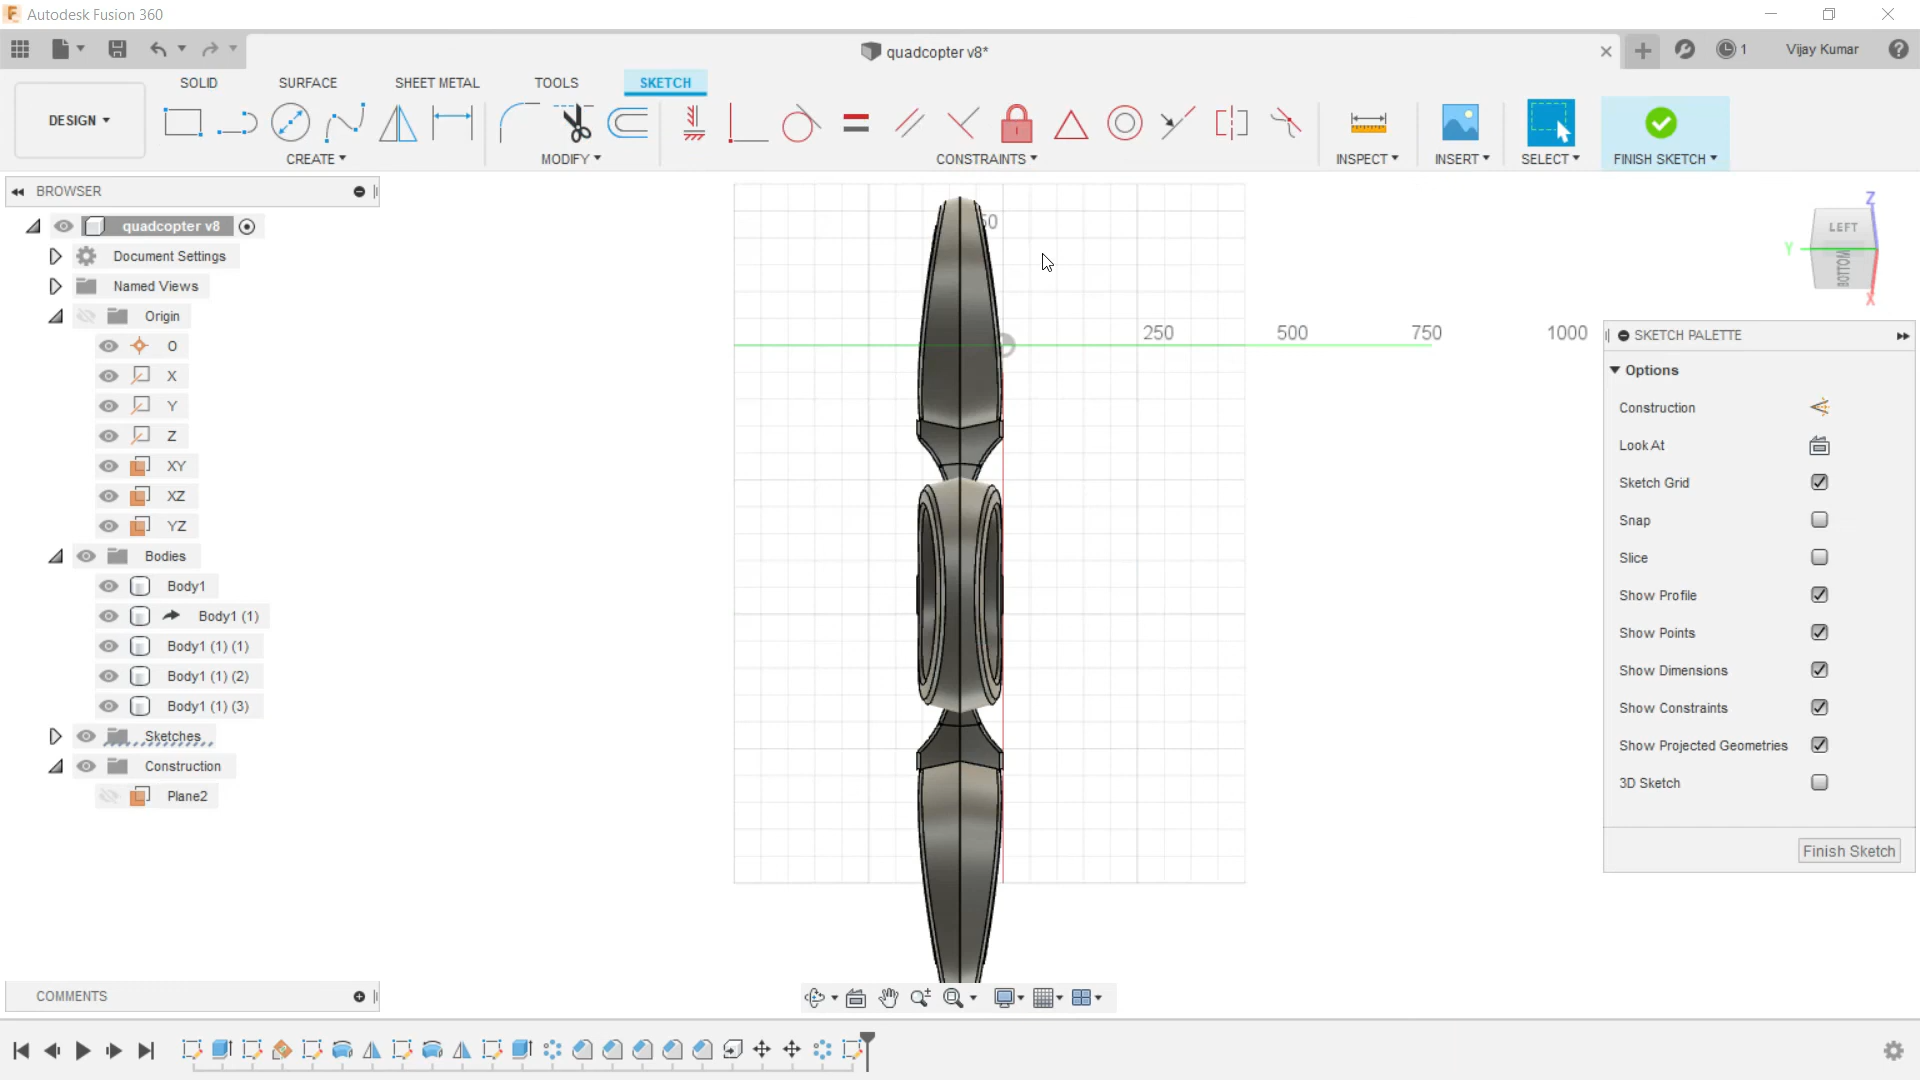 Autodesk Fusion 360
quadcopter v8*
1
Vijay Kumar
SOLID
SURFACE
SHEET METAL
TOOLS
SKETCH
DESIGN
CREATE
MODIFY
CONSTRAINTS
INSPECT
INSERT
SELECT
FINISH SKETCH
BROWSER
quadcopter v8
Document Settings
Named Views
Origin
O
X
Y
Z
XY
XZ
YZ
Bodies
Body1
Body1 (1)
Body1 (1) (1)
Body1 (1) (2)
Body1 (1) (3)
Sketches
Construction
Plane2
250
500
750
1000
Z
LEFT
Y
BOTTOM
X
SKETCH PALETTE
Options
Construction
Look At
Sketch Grid
Snap
Slice
Show Profile
Show Points
Show Dimensions
Show Constraints
Show Projected Geometries
3D Sketch
Finish Sketch
COMMENTS